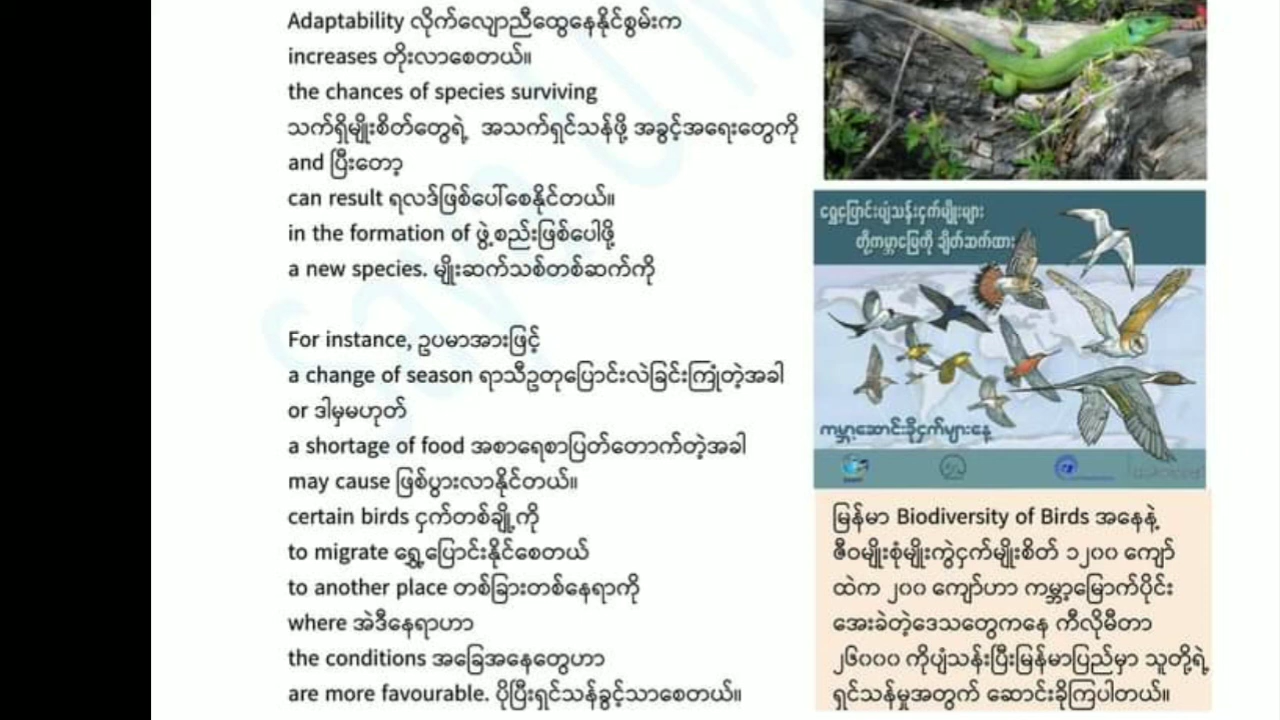 Adaptability လိုက်လျောညီထွေနေနိုင်စွမ်းက
increases တိုးလာစေတယ်။
the chances of species surviving
သက်ရှိမျိုးစိတ်တွေရဲ့ အသက်ရှင်သန်ဖို့ အခွင့်အရေးတွေကို
and ပြီးတော့
can result ရလဒ်ဖြစ်ပေါ်စေနိုင်တယ်။
in the formation of ဖွဲ့စည်းဖြစ်ပေါဖို့
a new species. မျိုးဆက်သစ်တစ်ဆက်ကို
For instance, ဥပမာအားဖြင့်
a change of season ရာသီဥတုပြောင်းလဲခြင်းကြုံတဲ့အခါ
or ဒါမှမဟုတ်
a shortage of food အစာရေစာပြတ်တောက်တဲ့အခါ
may cause ဖြစ်ပွားလာနိုင်တယ်။
certain birds ငှက်တစ်ချို့ကို
to migrate ရွှေ့ပြောင်းနိုင်စေတယ်
to another place တစ်ခြားတစ်နေရာကို
where အဲဒီနေရာဟာ
the conditions အခြေအနေတွေဟာ
are more favourable. ပိုပြီးရှင်သန်ခွင့်သာစေတယ်။
ရွှေ့ပြောင်းပျံသန်းငှက်မျိုးများ
တို့ကမ္ဘာမြေကို ချိတ်ဆက်ထား
ကမ္ဘာ့ဆောင်းခိုငှက်များနေ့
မြန်မာ Biodiversity of Birds အနေနဲ့
ဇီဝမျိုးစုံမျိုးကွဲငှက်မျိုးစိတ် ၁၂၀၀ ကျော်
ထဲက ၂၀၀ ကျော်ဟာ ကမ္ဘာ့မြောက်ပိုင်း
အေးခဲတဲ့ဒေသတွေကနေ ကီလိုမီတာ
၂၆၀၀၀ ကိုပျံသန်းပြီးမြန်မာပြည်မှာ သူတို့ရဲ့
ရှင်သန်မှုအတွက် ဆောင်းခိုကြပါတယ်။